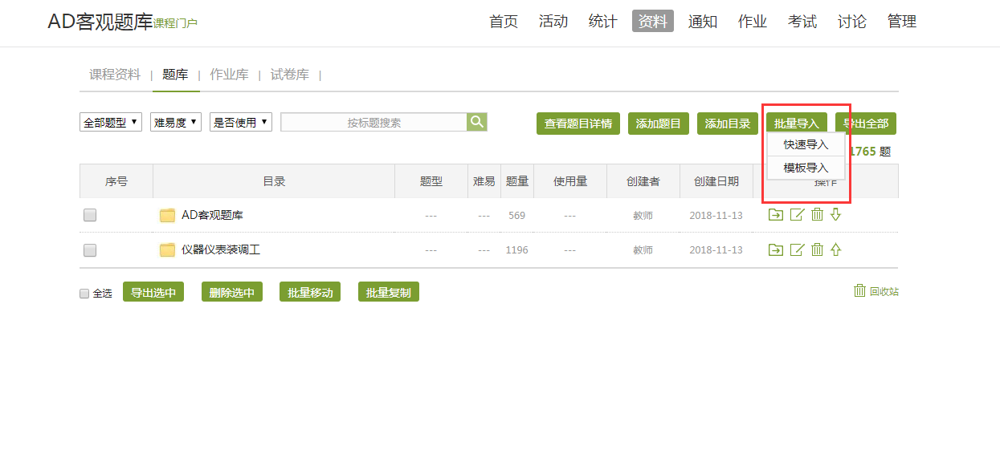 AD客观题库课程门户 首页 活动 统计 资料 通知 作业 考试 讨论 管理
课程资料 | 题库 | 作业库 | 试卷库 |
全部题型 难易度 是否使用 按标题搜索 查看题目详情 添加题目 添加目录 批量导入 导出全部
快速导入 1765 题
模板导入
序号 目录 题型 难易 题量 使用量 创建者 创建日期 操作
AD客观题库 --- --- 569 --- 教师 2018-11-13
仪器仪表装调工 --- --- 1196 --- 教师 2018-11-13
全选 导出选中 删除选中 批量移动 批量复制 回收站